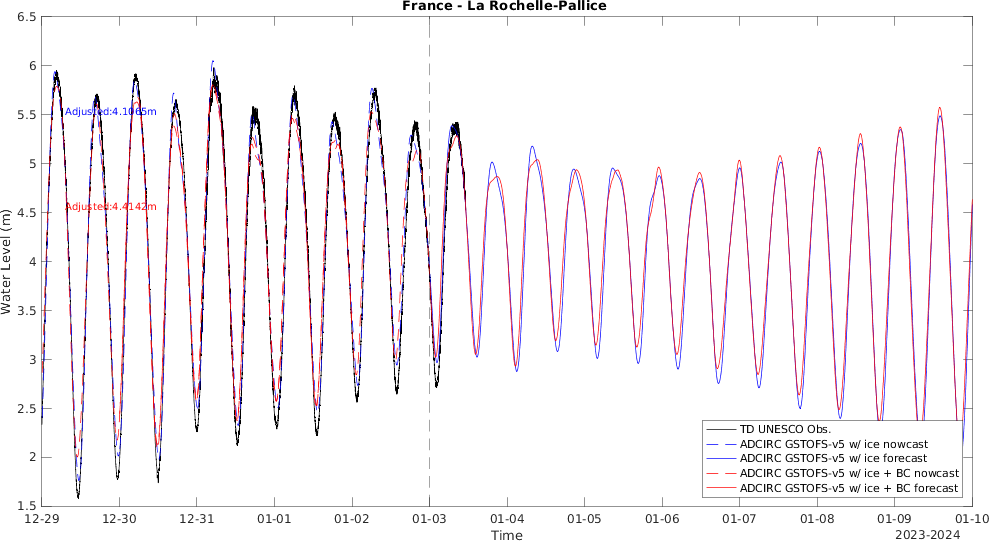 France - La Rochelle-Pallice
6.5
6
5.5
5
4.5
4
3.5
3
2.5
2
1.5
Water Level (m)
Adjusted:4.1065m
Adjusted:4.4142m
TD UNESCO Obs.
ADCIRC GSTOFS-v5 w/ ice nowcast
ADCIRC GSTOFS-v5 w/ ice forecast
ADCIRC GSTOFS-v5 w/ ice + BC nowcast
ADCIRC GSTOFS-v5 w/ ice + BC forecast
12-29 12-30 12-31 01-01 01-02 01-03 01-04 01-05 01-06 01-07 01-08 01-09 01-10
Time
2023-2024